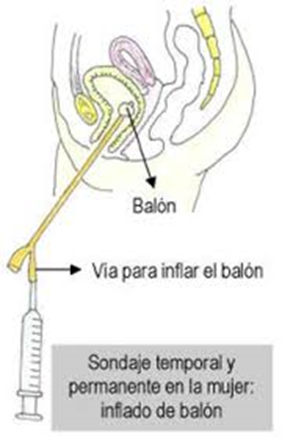 Balón
Vía para inflar el balón
Sondaje temporal y
permanente en la mujer:
inflado de balón